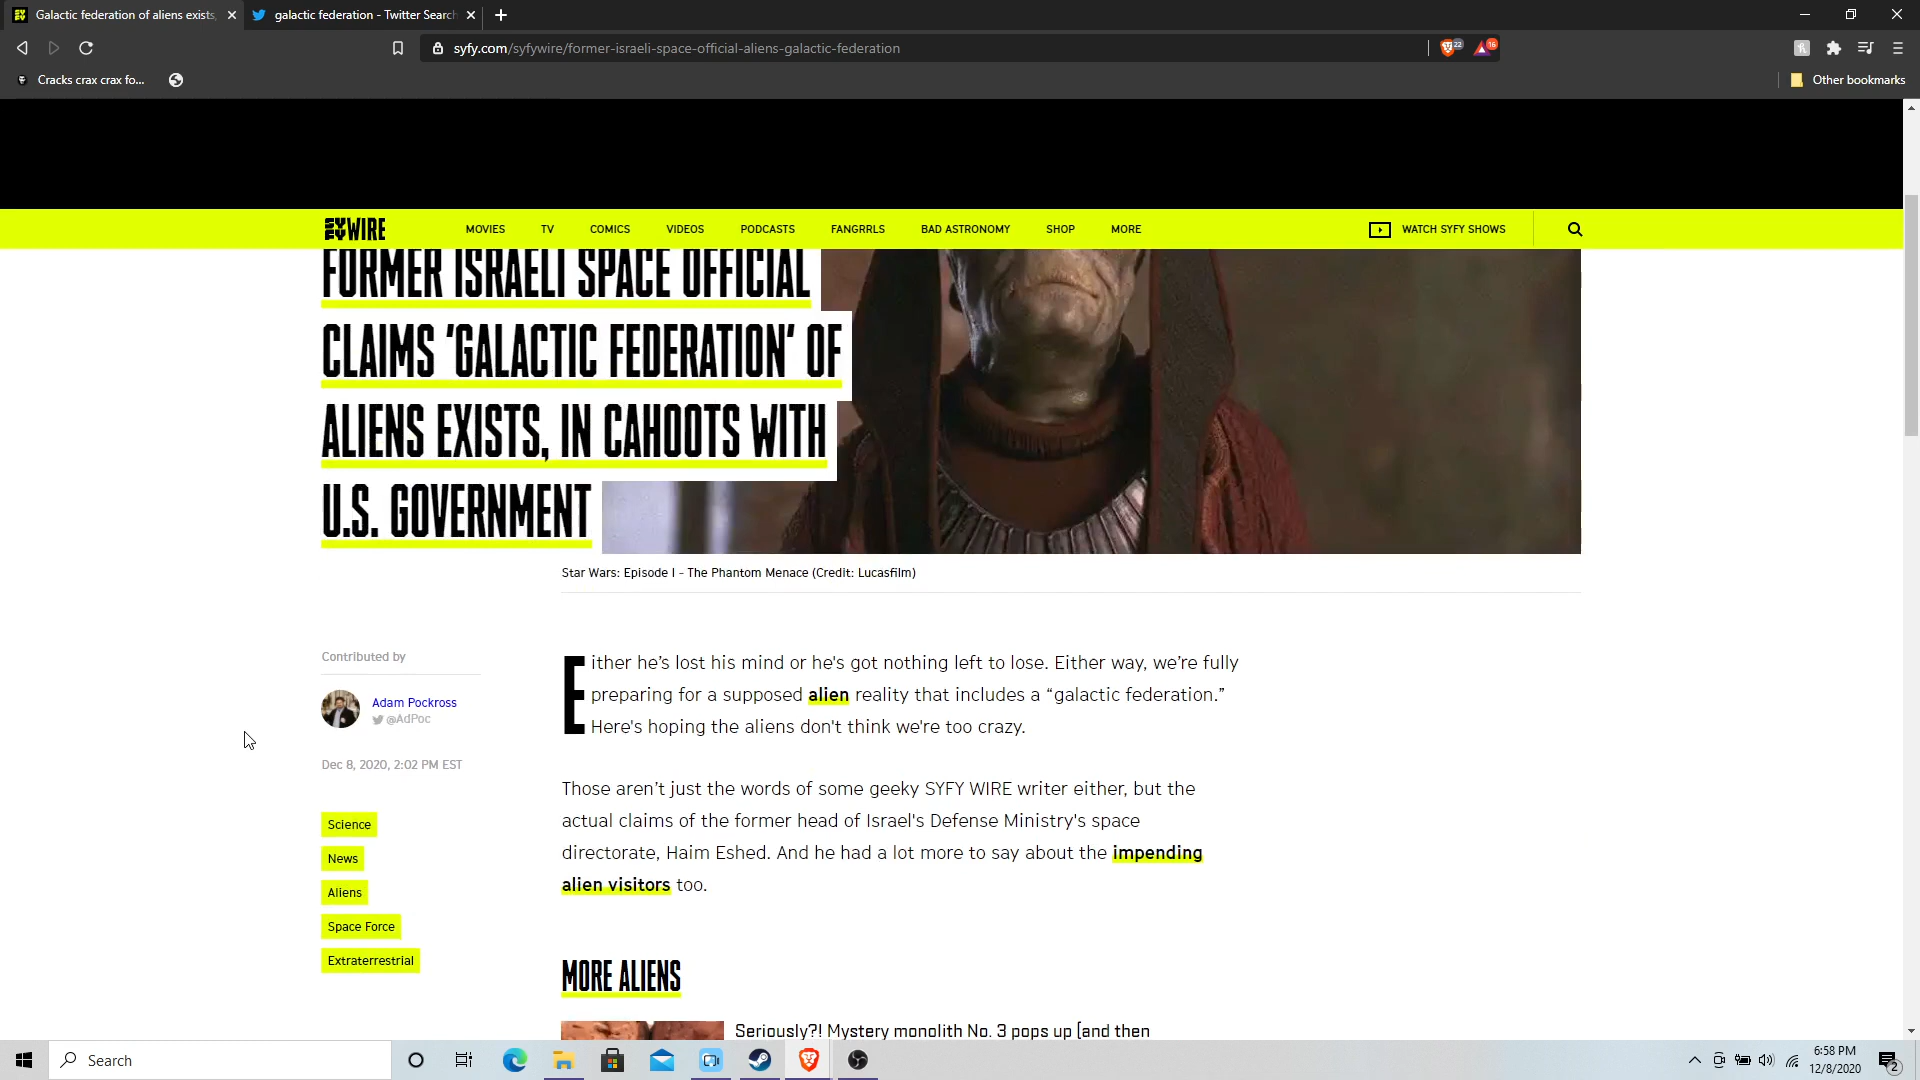 Galactic federation of aliens exists,
galactic federation - Twitter Search
syfy.com/syfywire/former-israeli-space-official-aliens-galactic-federation
22
16
Cracks crax crax fo...
Other bookmarks
SYFY WIRE
MOVIES
TV
COMICS
VIDEOS
PODCASTS
FANGRRLS
BAD ASTRONOMY
SHOP
MORE
WATCH SYFY SHOWS
FORMER ISRAELI SPACE OFFICIAL
CLAIMS ‘GALACTIC FEDERATION’ OF
ALIENS EXISTS, IN CAHOOTS WITH
U.S. GOVERNMENT
Star Wars: Episode I - The Phantom Menace (Credit: Lucasfilm)
Contributed by
Adam Pockross
@AdPoc
Dec 8, 2020, 2:02 PM EST
Science
News
Aliens
Space Force
Extraterrestrial
Either he’s lost his mind or he's got nothing left to lose. Either way, we’re fully
preparing for a supposed alien reality that includes a “galactic federation.”
Here's hoping the aliens don't think we're too crazy.
Those aren’t just the words of some geeky SYFY WIRE writer either, but the
actual claims of the former head of Israel's Defense Ministry's space
directorate, Haim Eshed. And he had a lot more to say about the impending
alien visitors too.
MORE ALIENS
Seriously?! Mystery monolith No. 3 pops up (and then
Search
6:58 PM
12/8/2020
2